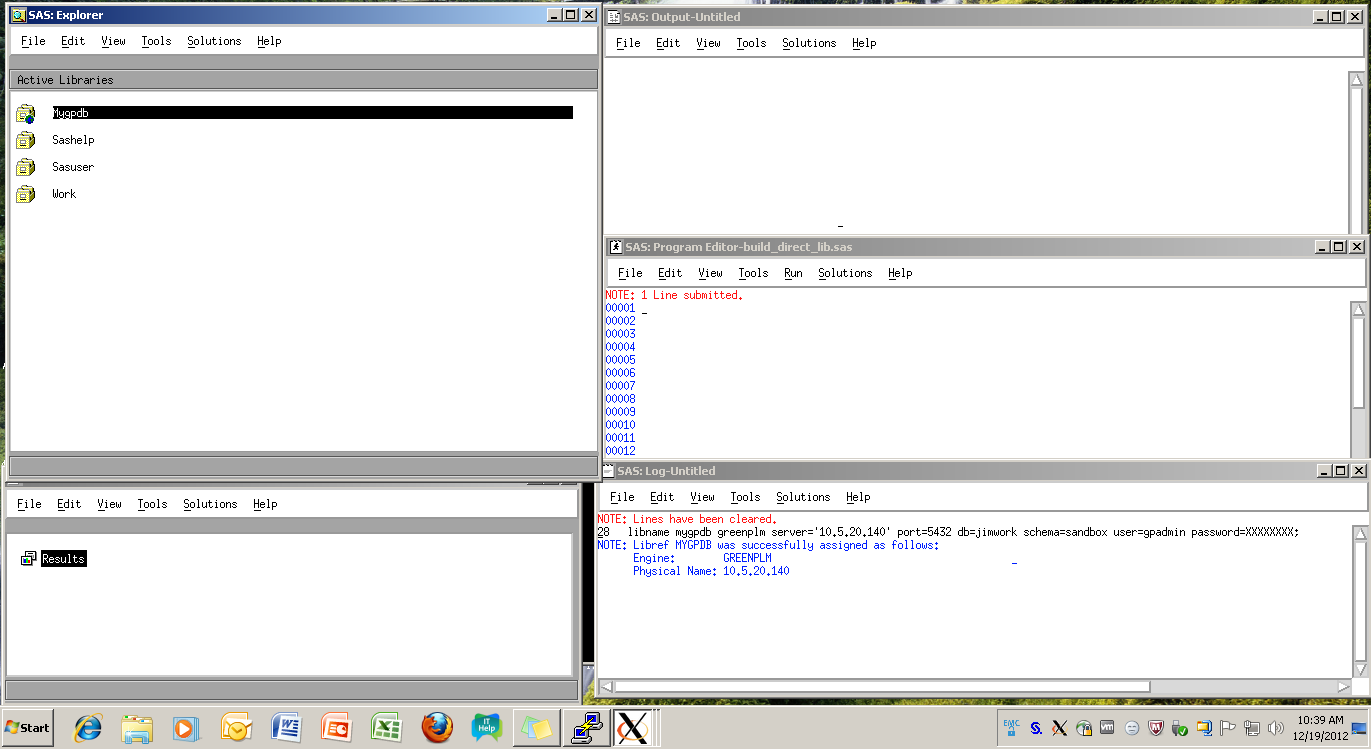 SAS: Explorer
File Edit View Tools Solutions Help
Active Libraries
Mygpdb
Sashelp
Sasuser
Work
SAS: Output-Untitled
File Edit View Tools Solutions Help
SAS: Program Editor-build_direct_lib.sas
File Edit View Tools Run Solutions Help
NOTE: 1 Line submitted.
00001
00002
00003
00004
00005
00006
00007
00008
00009
00010
00011
00012
File Edit View Tools Solutions Help
Results
SAS: Log-Untitled
File Edit View Tools Solutions Help
NOTE: Lines have been cleared.
28 libname mygpdb greenplm server='10.5.20.140' port=5432 db=jimwork schema=sandbox user=gpadmin password=XXXXXXXX;
NOTE: Libref MYGPDB was successfully assigned as follows:
Engine: GREENPLM
Physical Name: 10.5.20.140
Start
IT
Help
EMC
10:39 AM
12/19/2012